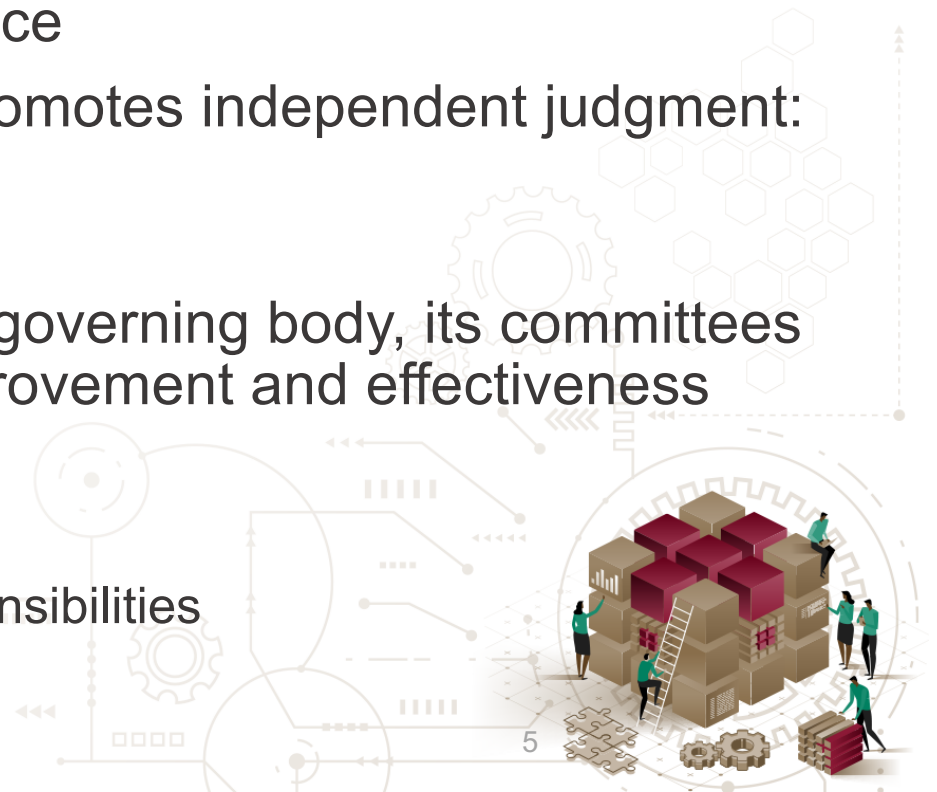 ce
omotes independent judgment:
governing body, its committees
rovement and effectiveness
nsibilities
5